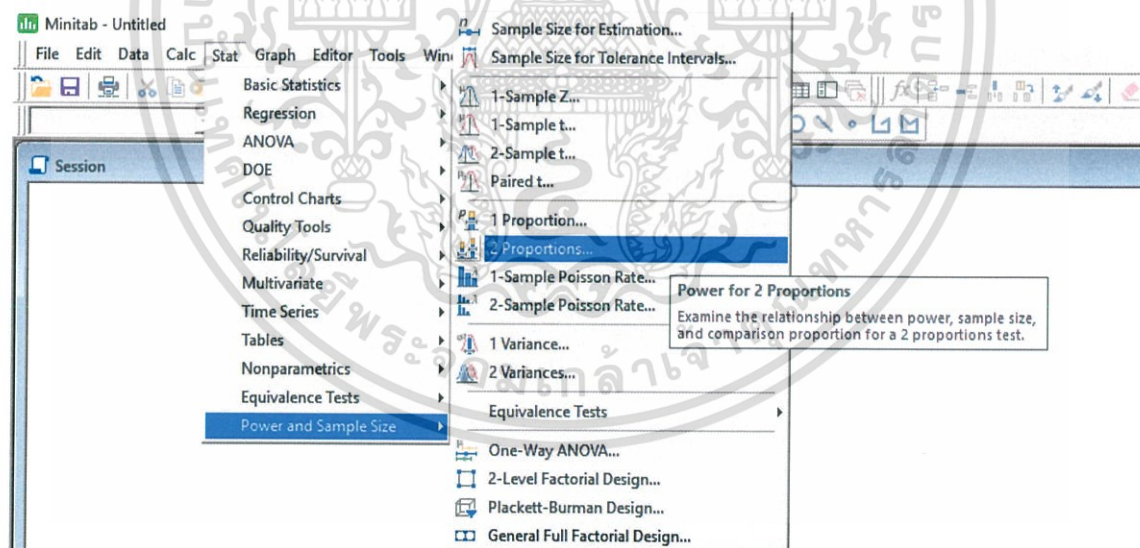 Minitab - Untitled
File Edit Data Calc Stat Graph Editor Tools
Session
Basic Statistics
Regression
ANOVA
DOE
Control Charts
Quality Tools
Reliability/Survival
Multivariate
Time Series
Tables
Nonparametrics
Equivalence Tests
Power and Sample Size
Sample Size for Estimation...
Sample Size for Tolerance Intervals...
1-Sample Z...
1-Sample t...
2-Sample t...
Paired t...
1 Proportion...
2 Proportions...
1-Sample Poisson Rate...
2-Sample Poisson Rate...
1 Variance...
2 Variances...
Equivalence Tests
One-Way ANOVA...
2-Level Factorial Design...
Plackett-Burman Design...
General Full Factorial Design...
Power for 2 Proportions
Examine the relationship between power, sample size,
and comparison proportion for a 2 proportions test.